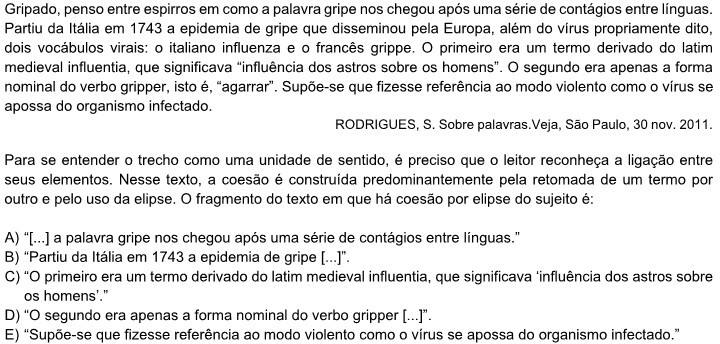 Gripado, penso entre espirros em como a palavra gripe nos chegou após uma série de contágios entre línguas.
Partiu da Itália em 1743 a epidemia de gripe que disseminou pela Europa, além do vírus propriamente dito,
dois vocábulos virais: o italiano influenza e o francês grippe. O primeiro era um termo derivado do latim
medieval influentia, que significava “influência dos astros sobre os homens”. O segundo era apenas a forma
nominal do verbo gripper, isto é, “agarrar”. Supõe-se que fizesse referência ao modo violento como o vírus se
apossa do organismo infectado.
RODRIGUES, S. Sobre palavras.Veja, São Paulo, 30 nov. 2011.
Para se entender o trecho como uma unidade de sentido, é preciso que o leitor reconheça a ligação entre
seus elementos. Nesse texto, a coesão é construída predominantemente pela retomada de um termo por
outro e pelo uso da elipse. O fragmento do texto em que há coesão por elipse do sujeito é:
A) “[...] a palavra gripe nos chegou após uma série de contágios entre línguas.”
B) “Partiu da Itália em 1743 a epidemia de gripe [...]”.
C) “O primeiro era um termo derivado do latim medieval influentia, que significava ‘influência dos astros sobre
os homens’.”
D) “O segundo era apenas a forma nominal do verbo gripper [...]”.
E) “Supõe-se que fizesse referência ao modo violento como o vírus se apossa do organismo infectado.”